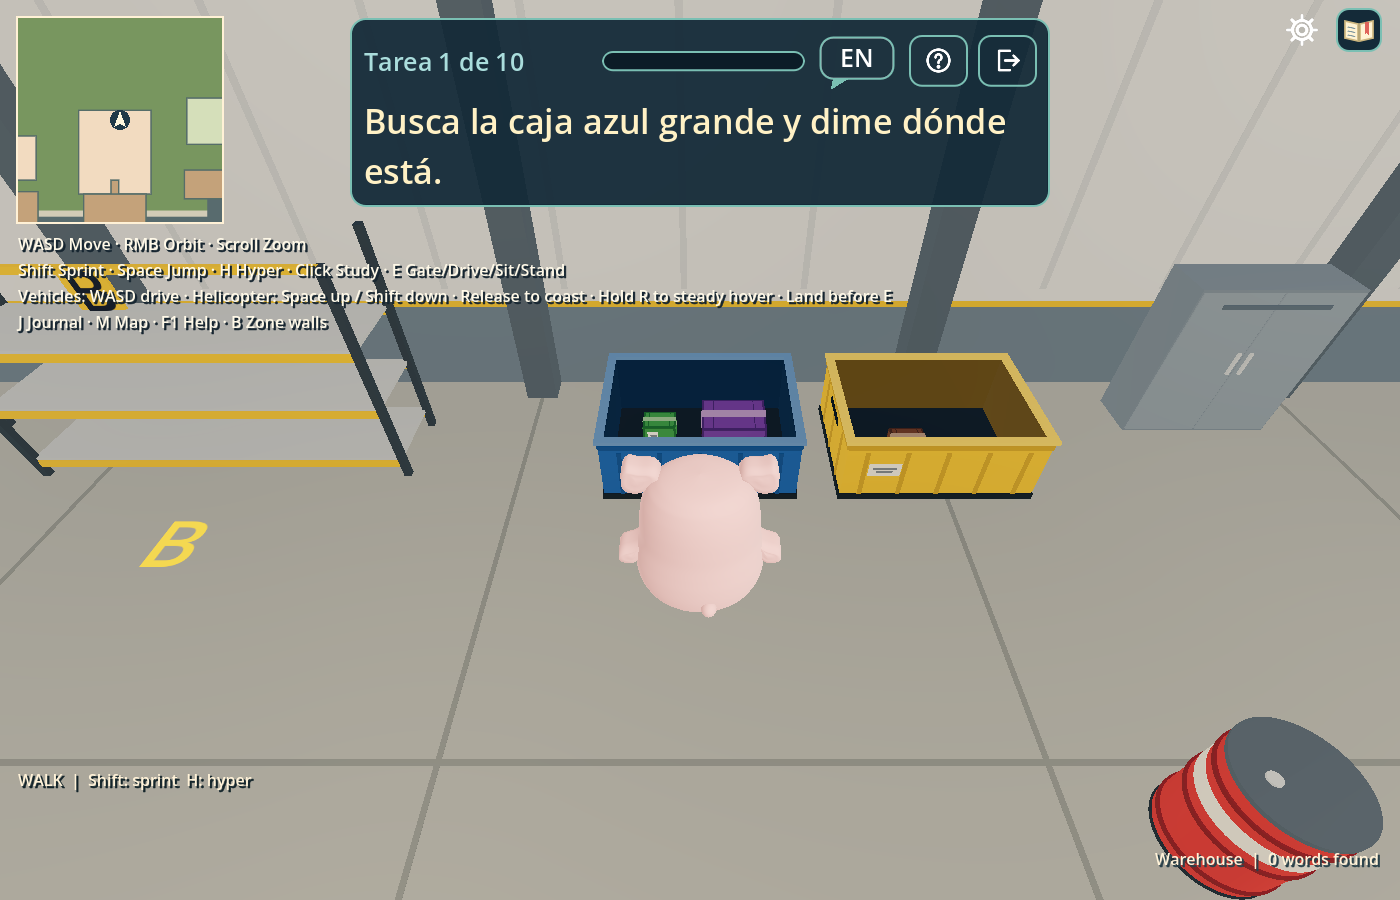 Tarea 1 de 10
EN
Busca la caja azul grande y dime dónde
está.
WASD Move · RMB Orbit · Scroll Zoom
Shift Sprint · Space Jump · H Hyper · Click Study · E Gate/Drive/Sit/Stand
Vehicles: WASD drive · Helicopter: Space up / Shift down · Release to coast · Hold R to steady hover · Land before E
J Journal · M Map · F1 Help · B Zone walls
B
B
WALK | Shift: sprint H: hyper
Warehouse | 0 words found